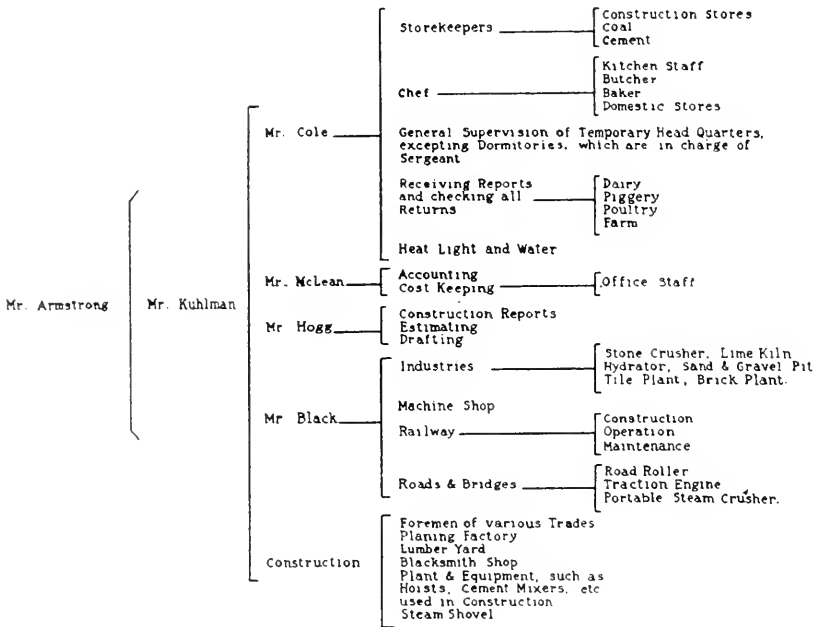 Mr. Armstrong
Mr. Kuhlman
Mr. Cole
Storekeepers
Construction Stores
Coal
Cement
Chef
Kitchen Staff
Butcher
Baker
Domestic Stores
General Supervision of Temporary Head Quarters,
excepting Dormitories, which are in charge of
Sergeant
Receiving Reports
and checking all
Returns
Dairy
Piggery
Poultry
Farm
Heat Light and Water
Mr. McLean
Accounting
Cost Keeping
Office Staff
Mr Hogg
Construction Reports
Estimating
Drafting
Mr Black
Industries
Stone Crusher, Lime Kiln
Hydrator, Sand & Gravel Pit
Tile Plant, Brick Plant.
Machine Shop
Railway
Construction
Operation
Maintenance
Roads & Bridges
Road Roller
Traction Engine
Portable Steam Crusher.
Construction
Foremen of various Trades
Planing Factory
Lumber Yard
Blacksmith Shop
Plant & Equipment, such as
Hoists, Cement Mixers, etc
used in Construction
Steam Shovel